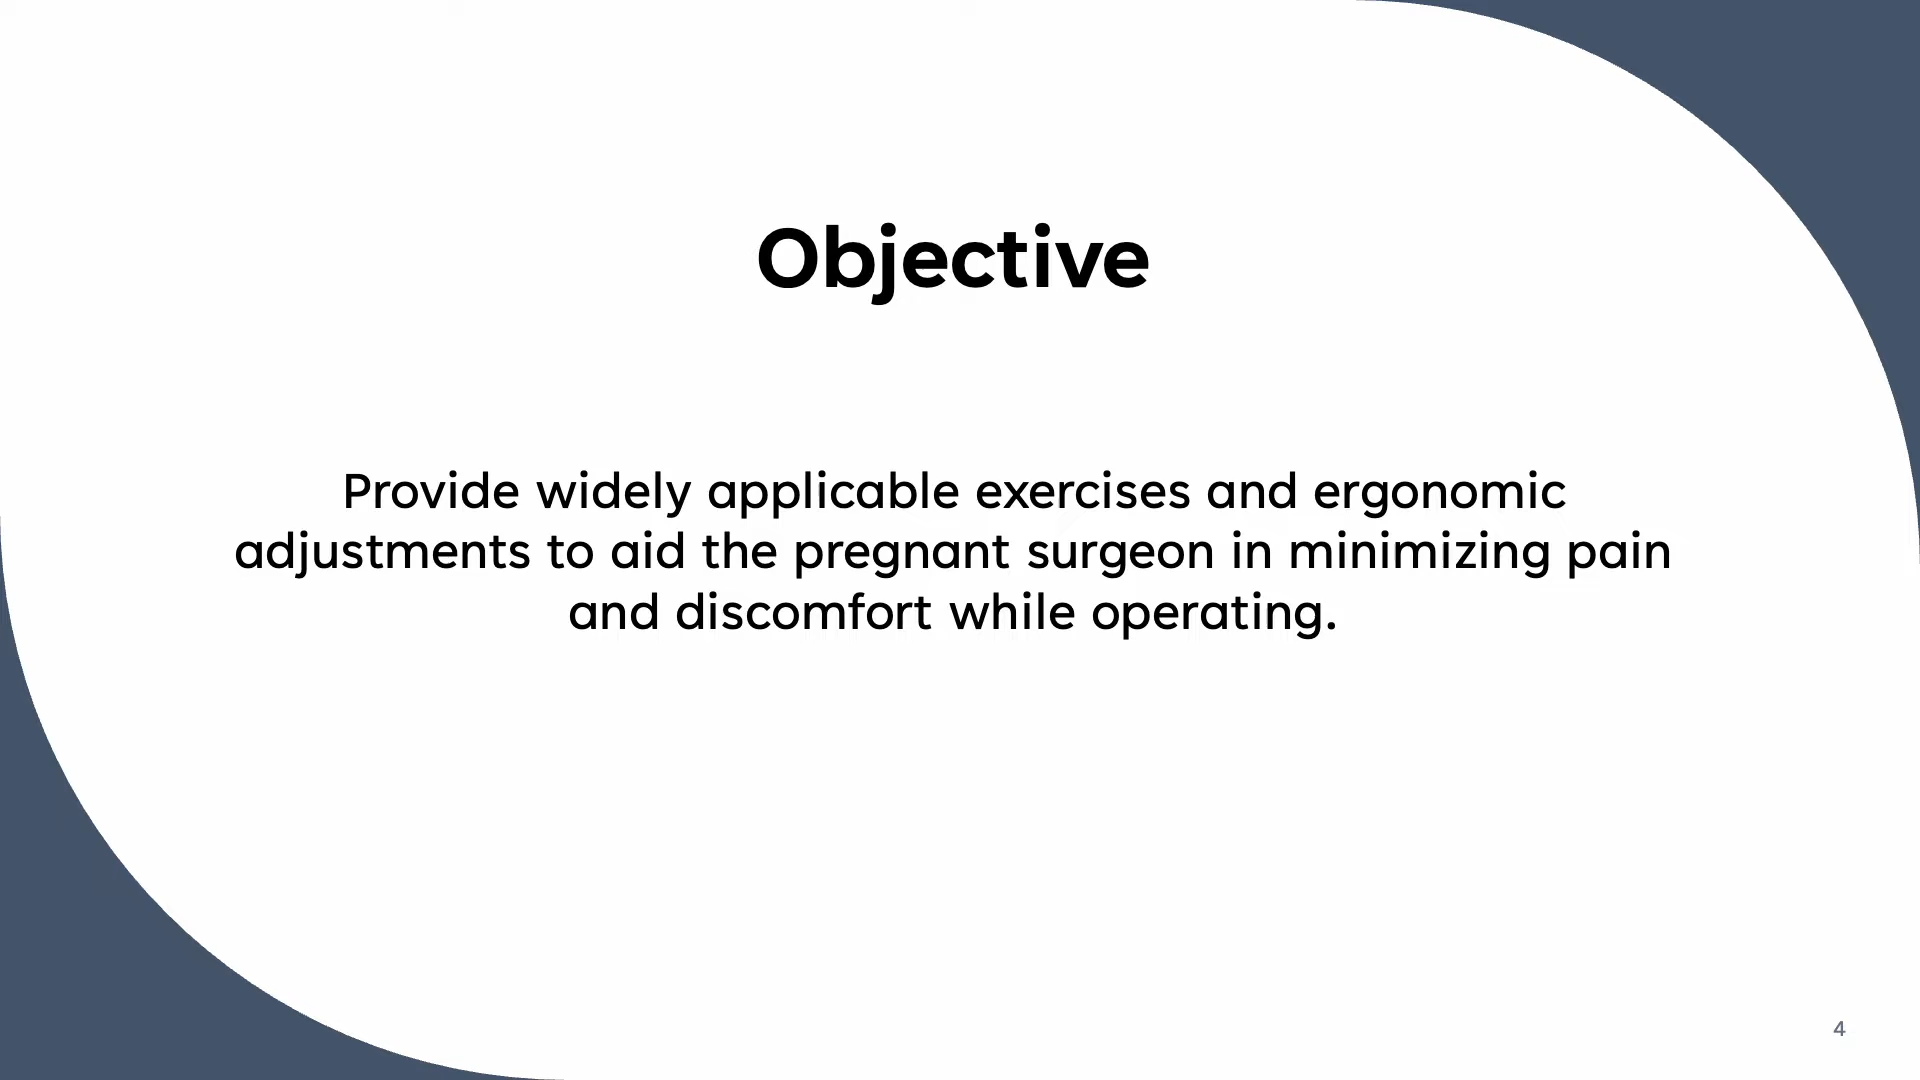 Objective
Provide widely applicable exercises and ergonomic
adjustments to aid the pregnant surgeon in minimizing pain
and discomfort while operating.
4